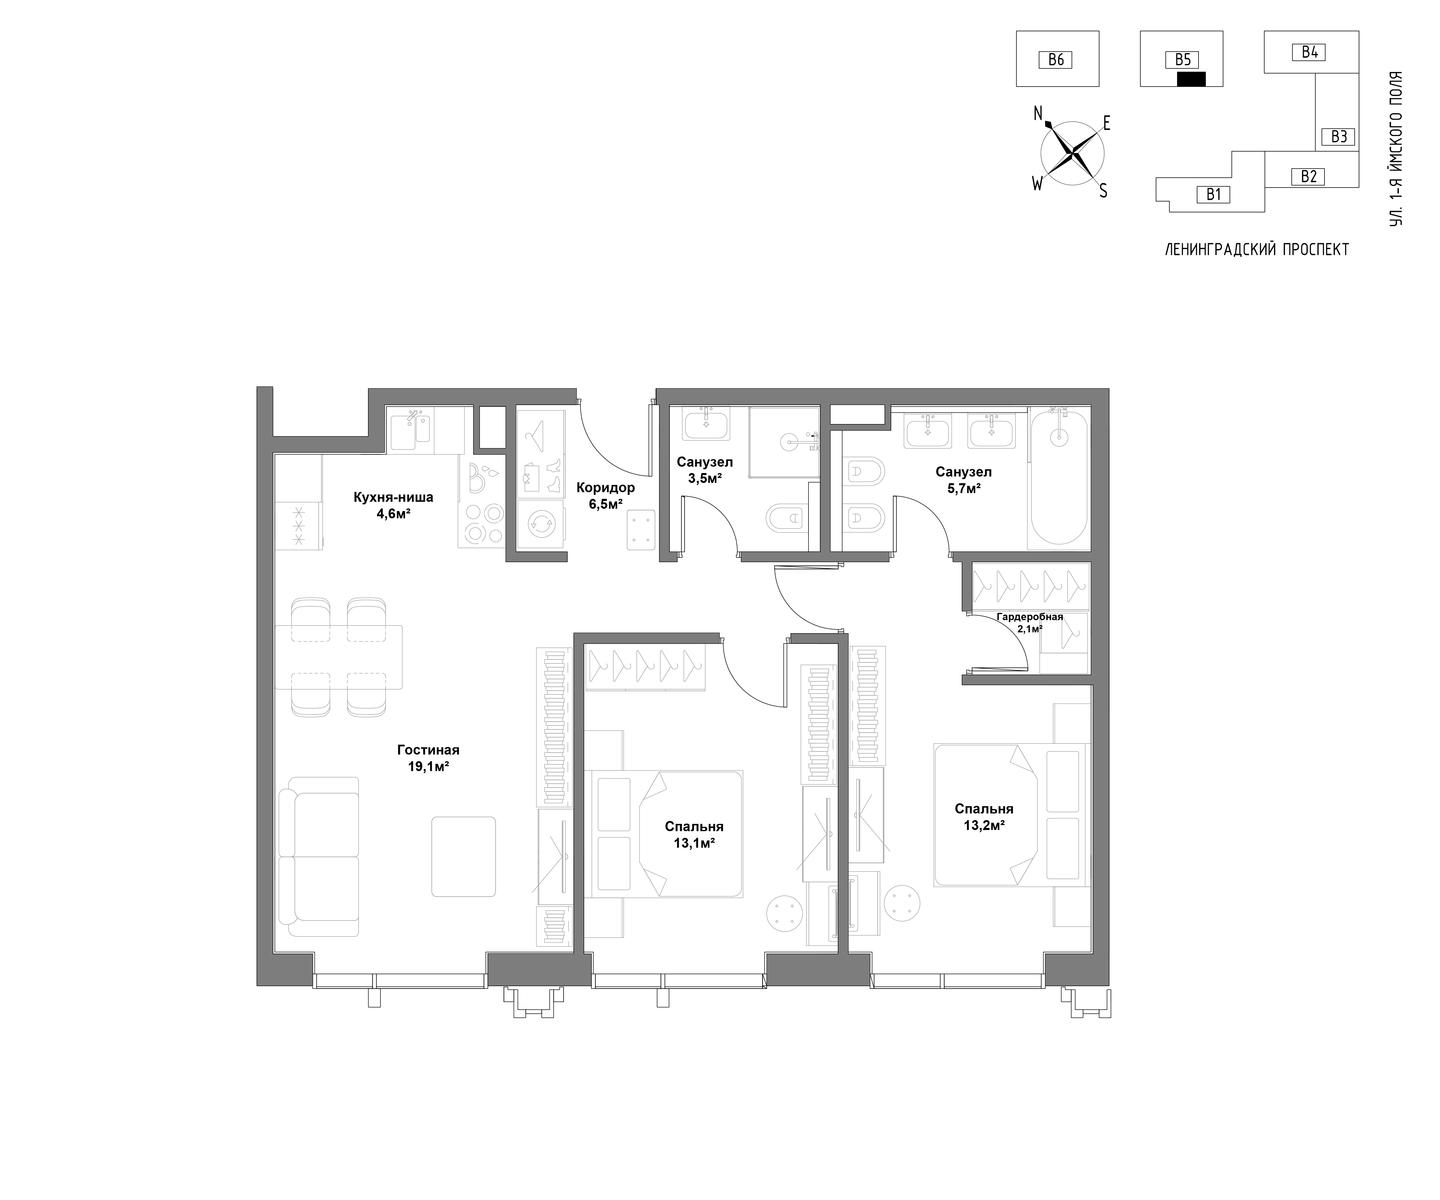 B6
B5
B4
B3
B2
B1
N
E
W
S
УЛ. 1-Я ЙМСКОГО ПОЛЯ
ЛЕНИНГРАДСКИЙ ПРОСПЕКТ
Кухня-ниша
4,6м²
Коридор
6,5м²
Санузел
3,5м²
Санузел
5,7м²
Гардеробная
2,1м²
Гостиная
19,1м²
Спальня
13,1м²
Спальня
13,2м²